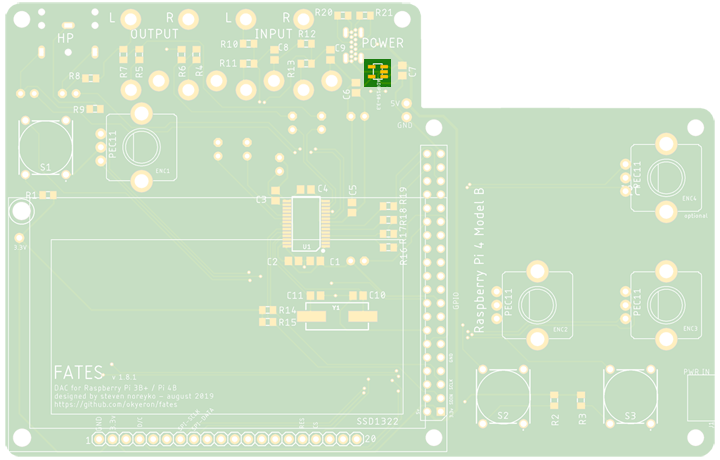 L R L R R20 R21
OUTPUT INPUT R12 POWER
HP R10 C8 C9
R7 R5 R6 R4 R11 R13 C7
R8 C6
5V
R9 GND
S1 PEC11 ENC1
PEC11 ENC4
optional
R1 C3 C4 C5 R19
R18
R17
R16
U1
3.3V C2 C1
Raspberry Pi 4 Model B
GPIO
C11 Y1 C10
R14
R15
PEC11 ENC2 PEC11 ENC3
FATES v 1.8.1
DAC for Raspberry Pi 3B+ / Pi 4B
designed by steven noreyko - august 2019
https://github.com/okyeron/fates
PWR IN
SSD1322
S2 R2 R3 S3
1 GND 20